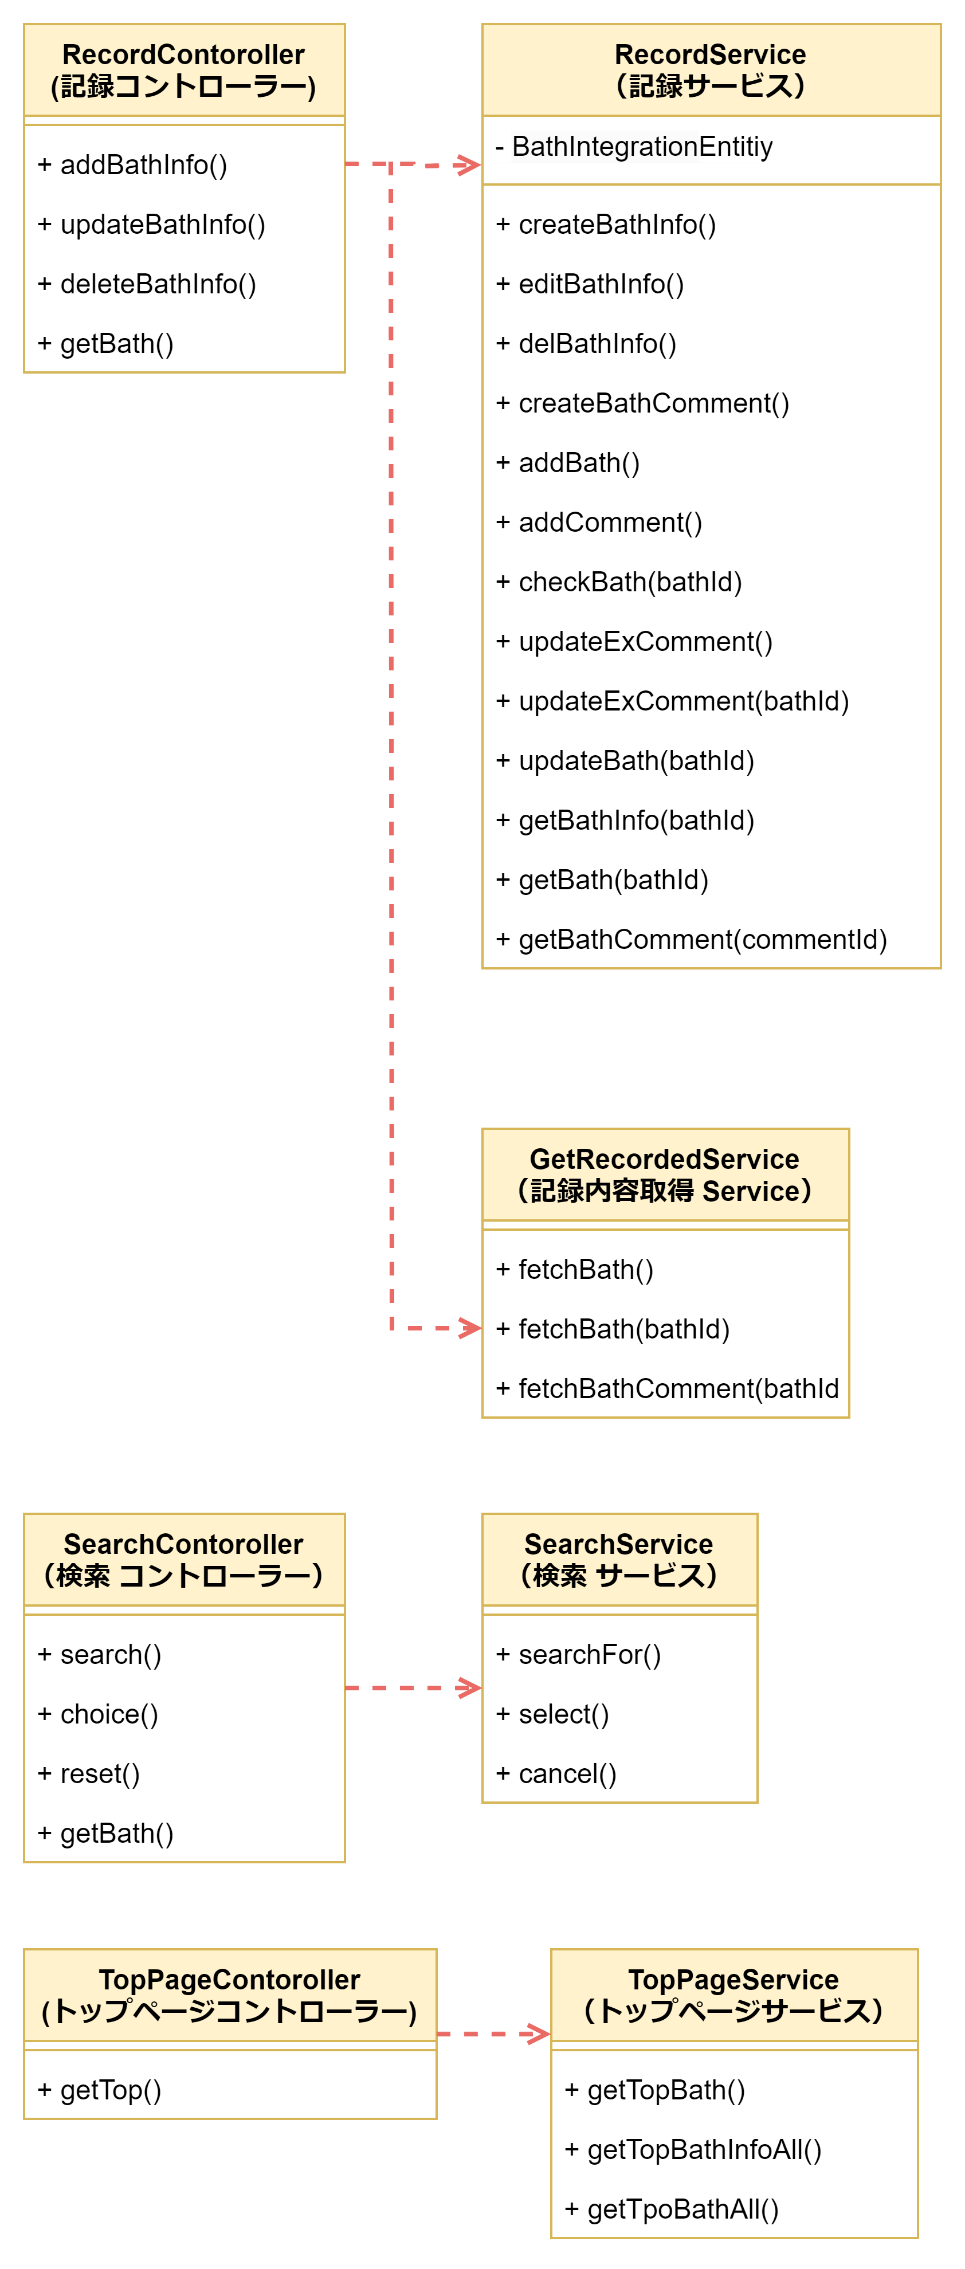 RecordContoroller
(記録コントローラー)
+ addBathInfo()
+ updateBathInfo()
+ deleteBathInfo()
+ getBath()
RecordService
（記録サービス）
- BathIntegrationEntitiy
+ createBathInfo()
+ editBathInfo()
+ delBathInfo()
+ createBathComment()
+ addBath()
+ addComment()
+ checkBath(bathId)
+ updateExComment()
+ updateExComment(bathId)
+ updateBath(bathId)
+ getBathInfo(bathId)
+ getBath(bathId)
+ getBathComment(commentId)
GetRecordedService
（記録内容取得 Service）
+ fetchBath()
+ fetchBath(bathId)
+ fetchBathComment(bathId
SearchContoroller
（検索 コントローラー）
+ search()
+ choice()
+ reset()
+ getBath()
SearchService
（検索 サービス）
+ searchFor()
+ select()
+ cancel()
TopPageContoroller
(トップページコントローラー)
+ getTop()
TopPageService
（トップページサービス）
+ getTopBath()
+ getTopBathInfoAll()
+ getTpoBathAll()